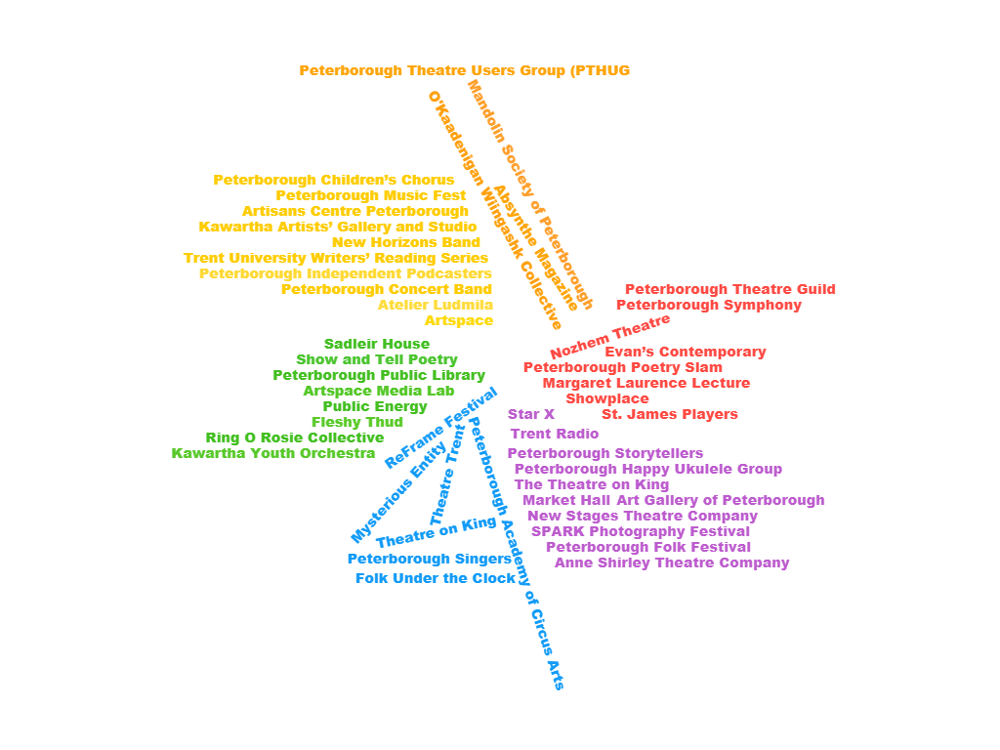 Peterborough Theatre Users Group (PTHUG
Mandolin Society of Peterborough
O'Kaadenigan Wiingashk Collective
Absynthe Magazine
Peterborough Children’s Chorus
Peterborough Music Fest
Artisans Centre Peterborough
Kawartha Artists’ Gallery and Studio
New Horizons Band
Trent University Writers’ Reading Series
Peterborough Independent Podcasters
Peterborough Concert Band
Atelier Ludmila
Artspace
Peterborough Theatre Guild
Peterborough Symphony
Nozhem Theatre
Evan’s Contemporary
Peterborough Poetry Slam
Margaret Laurence Lecture
Showplace
St. James Players
Sadleir House
Show and Tell Poetry
Peterborough Public Library
Artspace Media Lab
Public Energy
Fleshy Thud
Ring O Rosie Collective
Kawartha Youth Orchestra
ReFrame Festival
Mysterious Entity
Theatre Trent
Peterborough Academy of Circus Arts
Theatre on King
Peterborough Singers
Folk Under the Clock
Star X
Trent Radio
Peterborough Storytellers
Peterborough Happy Ukulele Group
The Theatre on King
Market Hall Art Gallery of Peterborough
New Stages Theatre Company
SPARK Photography Festival
Peterborough Folk Festival
Anne Shirley Theatre Company